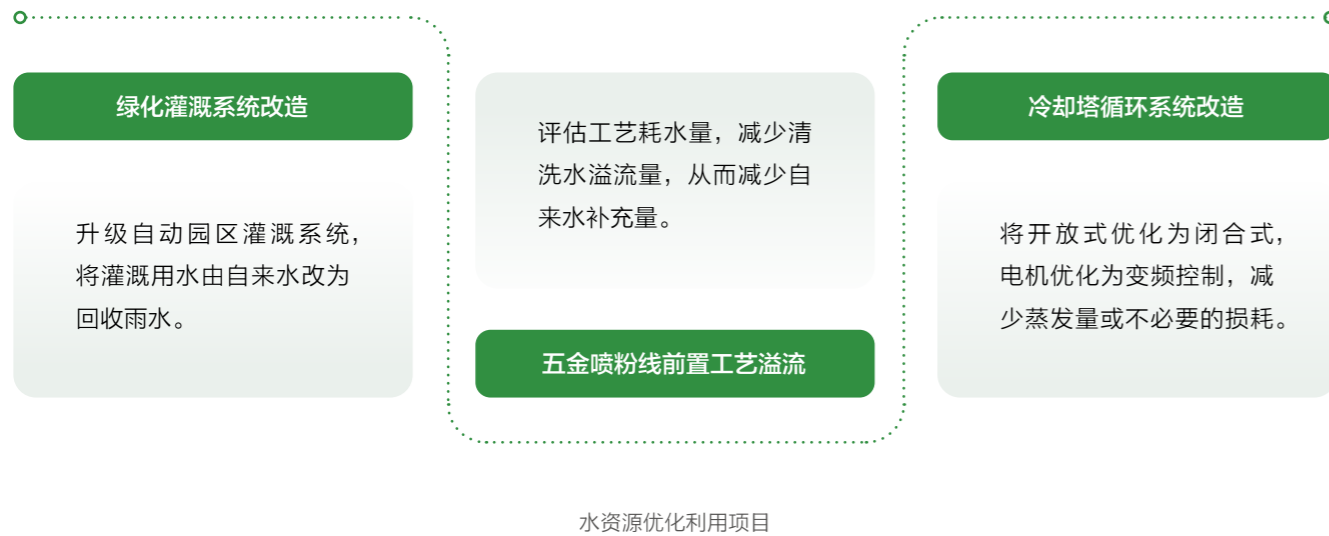 绿化灌溉系统改造
升级自动园区灌溉系统，
将灌溉用水由自来水改为
回收雨水。
评估工艺耗水量，减少清
洗水溢流量，从而减少自
来水补充量。
五金喷粉线前置工艺溢流
冷却塔循环系统改造
将开放式优化为闭合式，
电机优化为变频控制，减
少蒸发量或不必要的损耗。
水资源优化利用项目